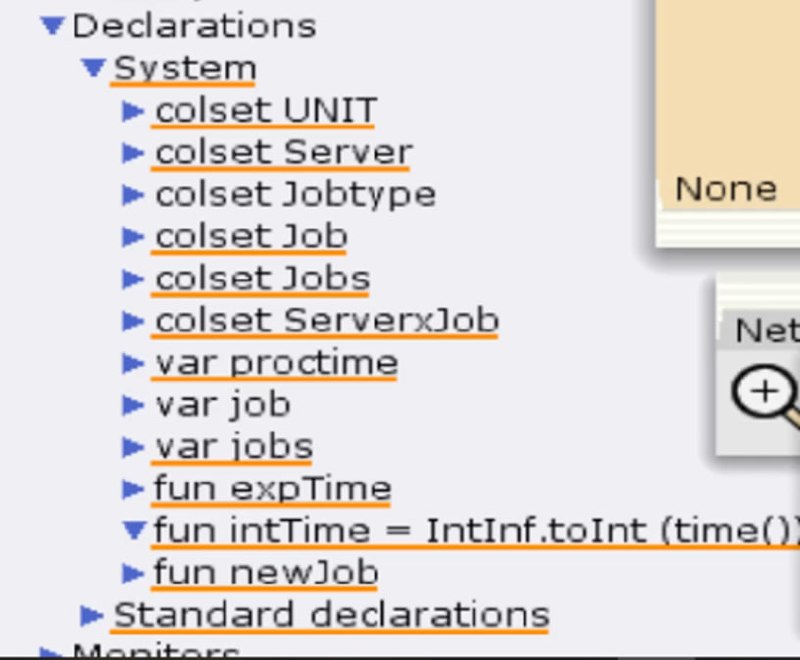 Declarations
System
colset UNIT
colset Server
colset Jobtype
colset Job
colset Jobs
colset ServerxJob
var proctime
var job
var jobs
fun expTime
fun intTime = IntInf.toInt (time())
fun newJob
Standard declarations
Monitors
None
Net